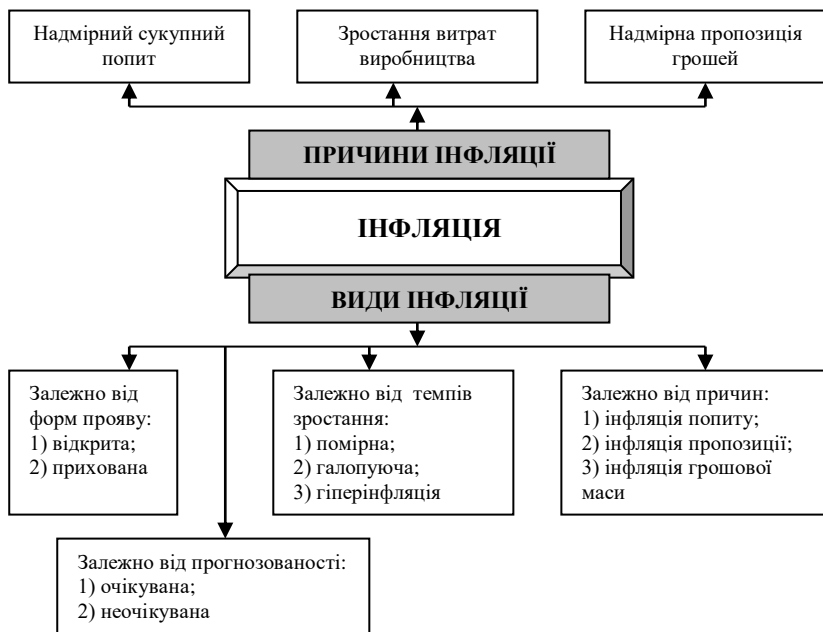 Надмірний сукупний
попит
Зростання витрат
виробництва
Надмірна пропозиція
грошей
ПРИЧИНИ ІНФЛЯЦІЇ
ІНФЛЯЦІЯ
ВИДИ ІНФЛЯЦІЇ
Залежно від
форм прояву:
1) відкрита;
2) прихована
Залежно від темпів
зростання:
1) помірна;
2) галопуюча;
3) гіперінфляція
Залежно від причин:
1) інфляція попиту;
2) інфляція пропозиції;
3) інфляція грошової
маси
Залежно від прогнозованості:
1) очікувана;
2) неочікувана